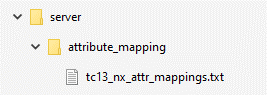 server
attribute_mapping
tc13_nx_attr_mappings.txt